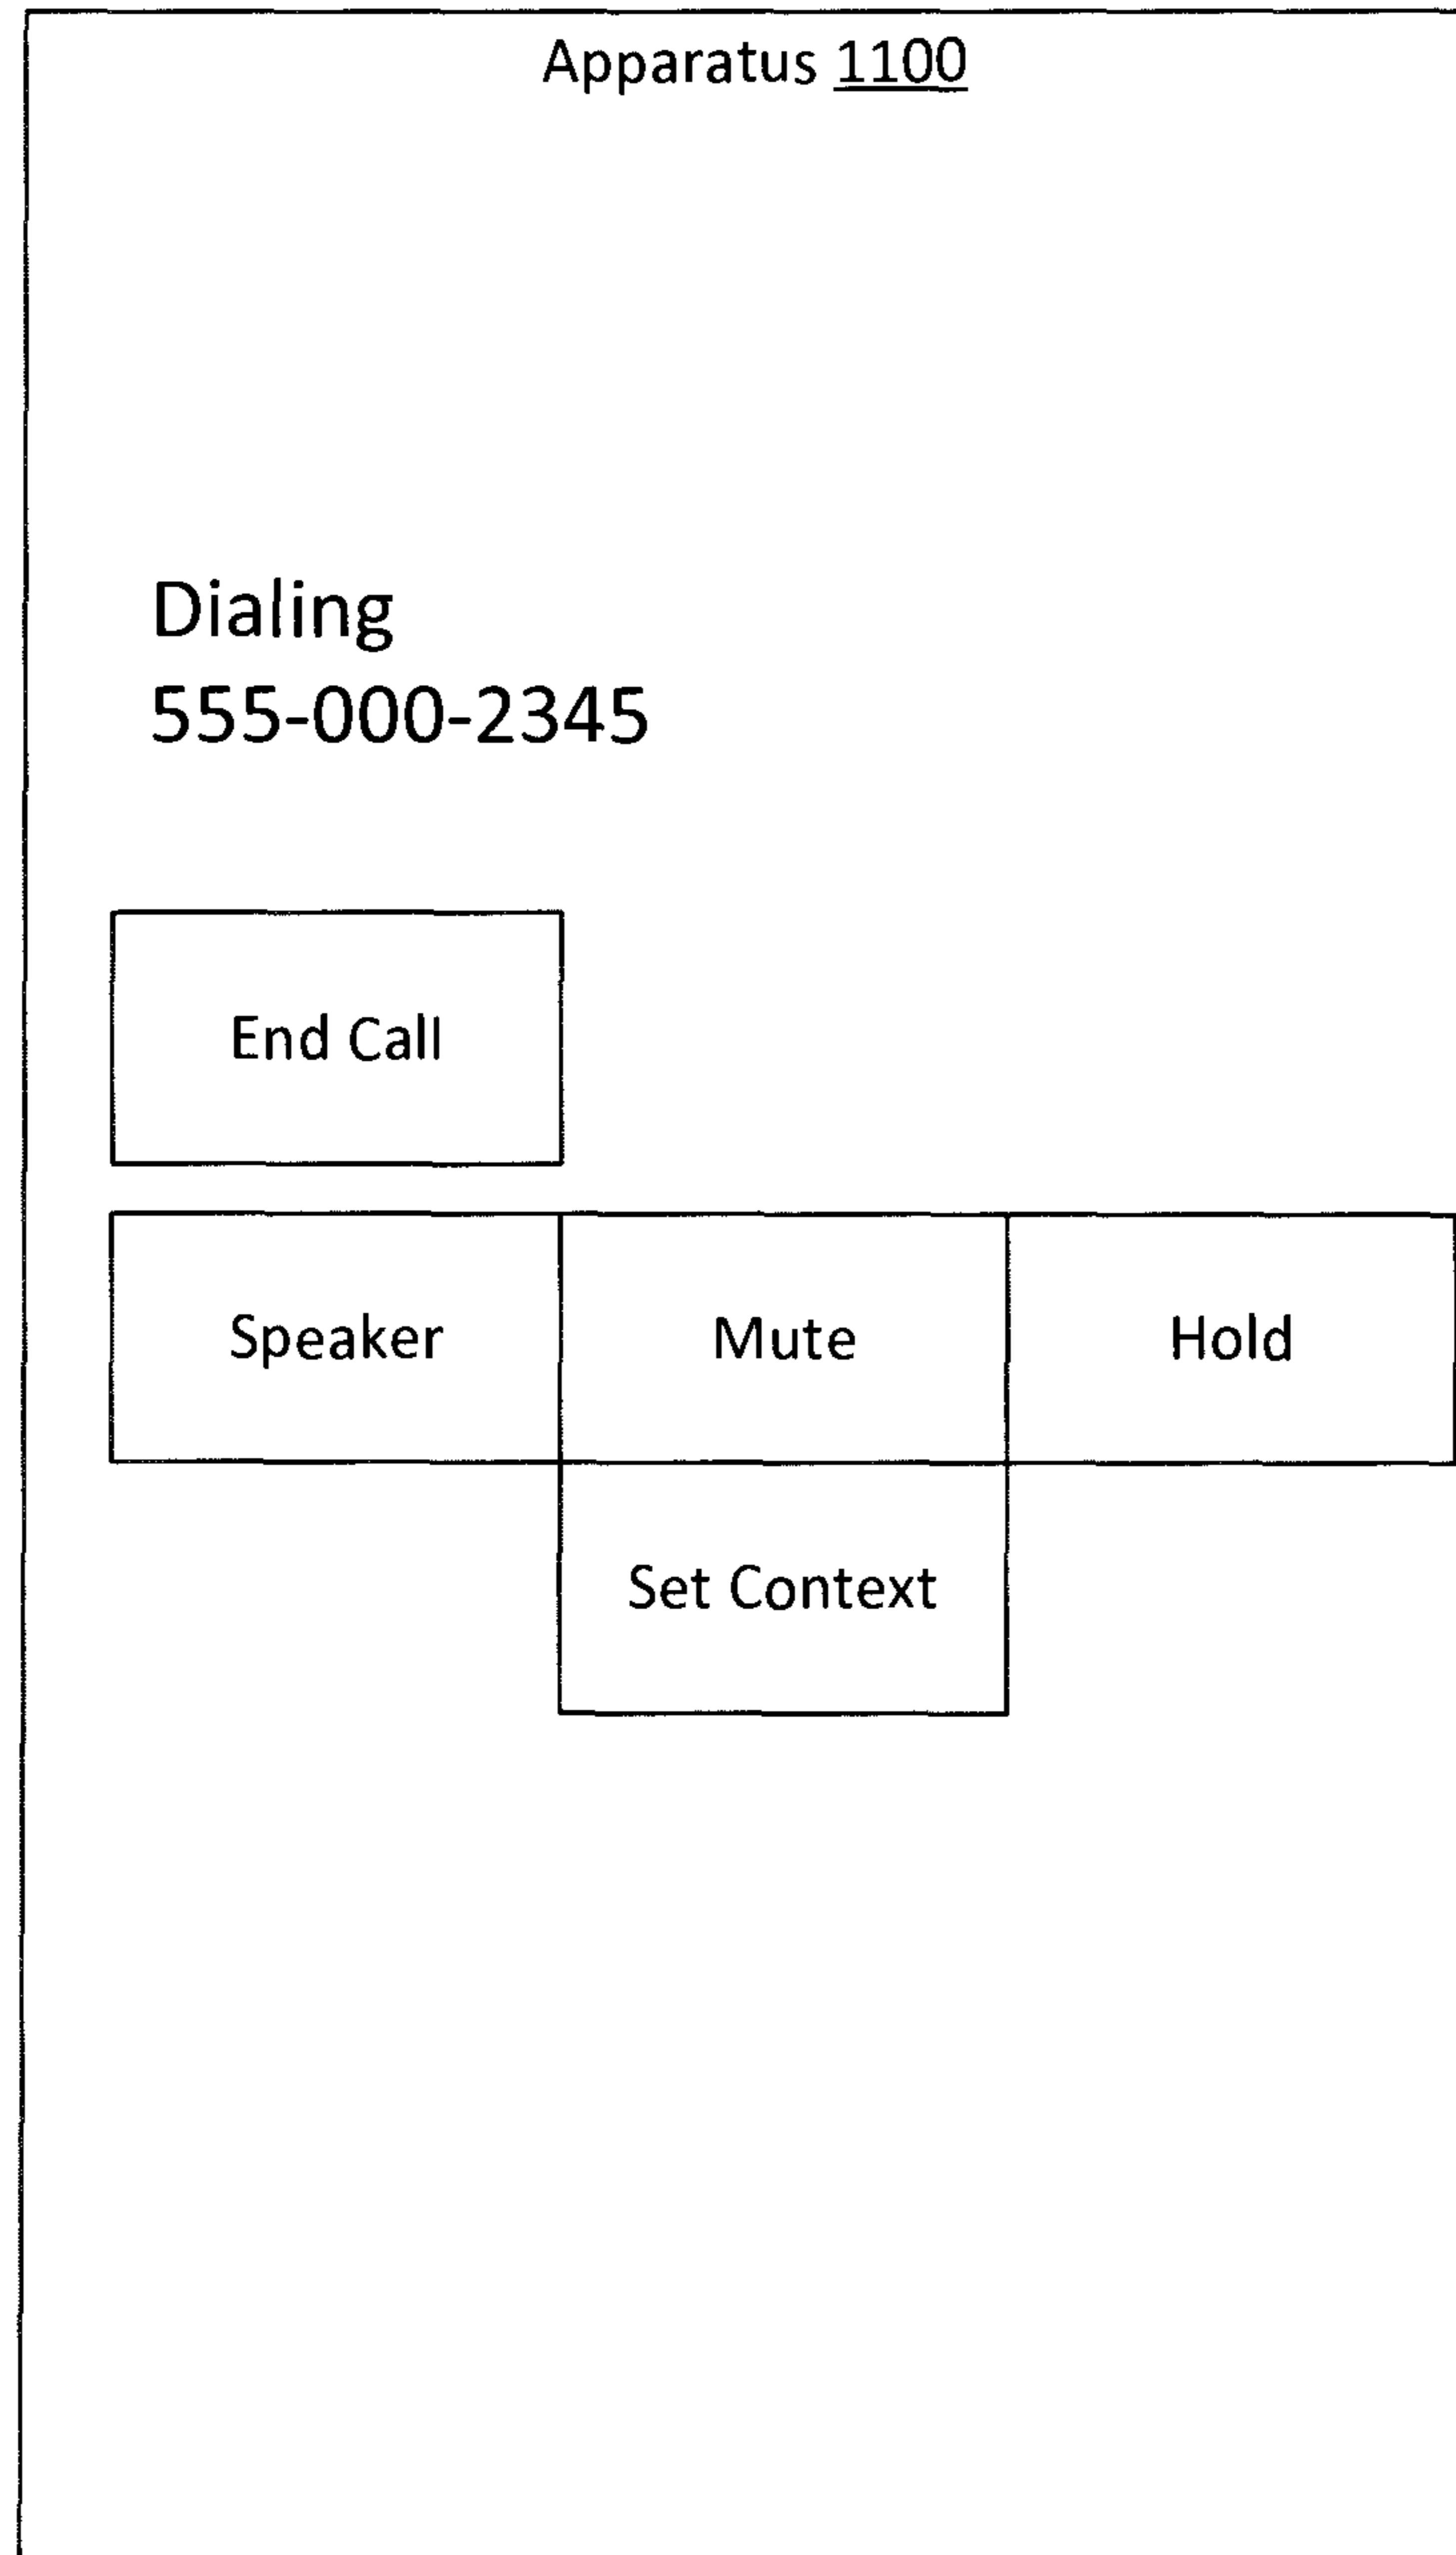 Apparatus 1100
Dialing
555-000-2345
End Call
Speaker Mute Hold
Set Context